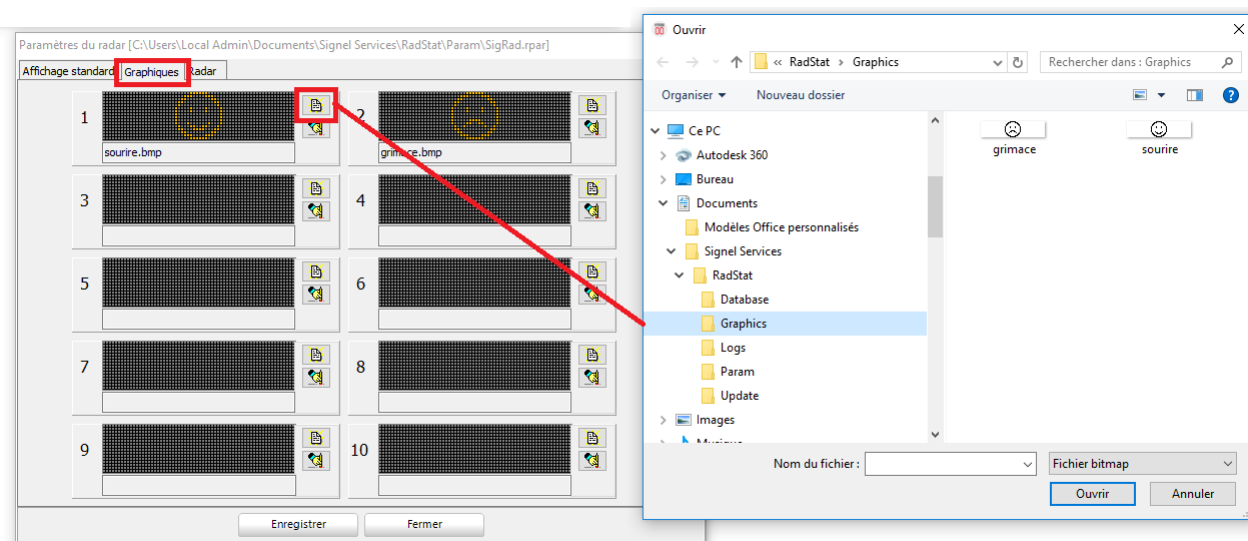 Paramètres du radar [C:\Users\Local Admin\Documents\Signel Services\RadStat\Param\SigRad.rpar]
Affichage standard Graphiques Radar
1
sourire.bmp
2
grimace.bmp
3
4
5
6
7
8
9
10
Enregistrer Fermer
Ouvrir
« RadStat › Graphics
Rechercher dans : Graphics
Organiser Nouveau dossier
Ce PC
Autodesk 360
Bureau
Documents
Modèles Office personnalisés
Signel Services
RadStat
Database
Graphics
Logs
Param
Update
Images
grimace
sourire
Nom du fichier :
Fichier bitmap
Ouvrir Annuler